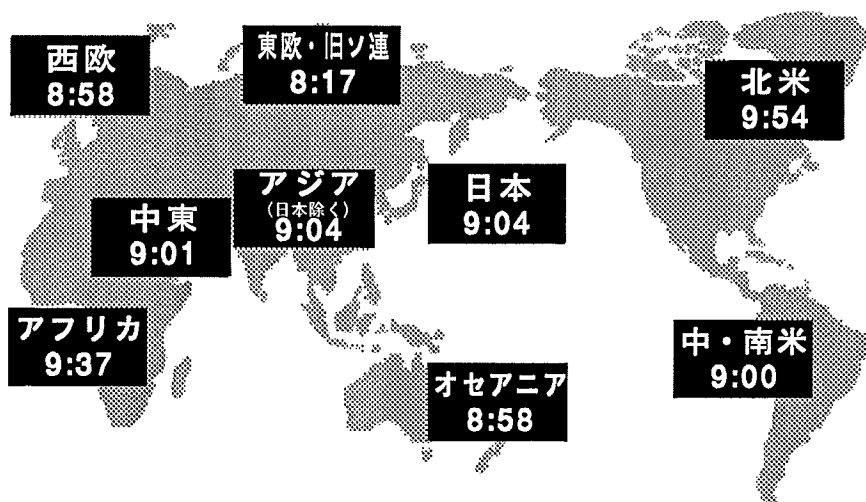 西欧
8:58
東欧・旧ソ連
8:17
北米
9:54
アジア
(日本除く)
9:04
日本
9:04
中東
9:01
アフリカ
9:37
オセアニア
8:58
中・南米
9:00